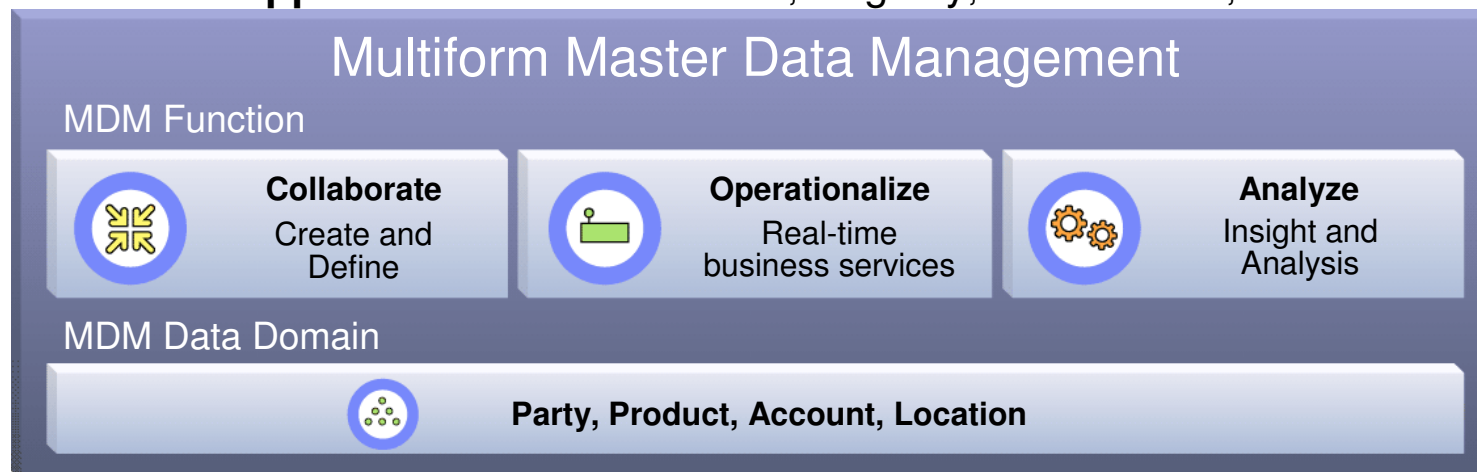 Multiform Master Data Management
MDM Function
Collaborate
Create and
Define
Operationalize
Real-time
business services
Analyze
Insight and
Analysis
MDM Data Domain
Party, Product, Account, Location